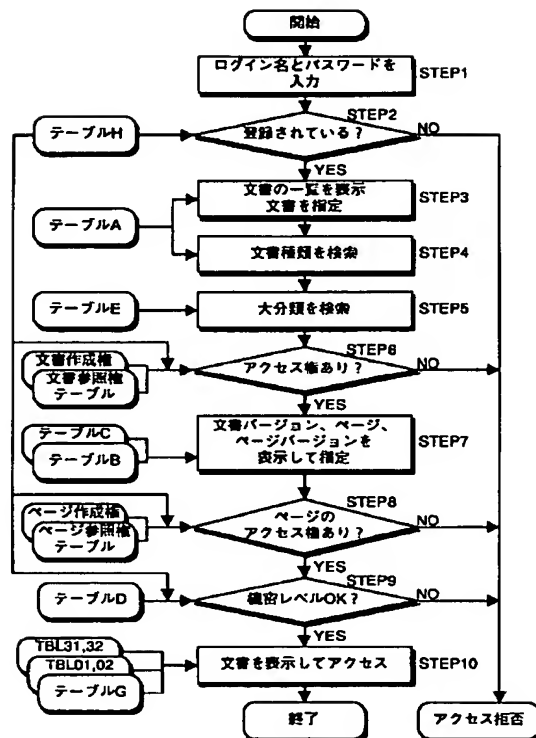 開始
ログイン名とパスワードを
入力
STEP1
STEP2
テーブルH
登録されている?
NO
YES
文書の一覧を表示
文書を指定
STEP3
テーブルA
文書種類を検索
STEP4
テーブルE
大分類を検索
STEP5
STEP6
文書作成権
文書参照権
テーブル
アクセス権あり?
NO
YES
テーブルC
テーブルB
文書バージョン、ページ、
ページバージョンを
表示して指定
STEP7
STEP8
ページ作成権
ページ参照権
テーブル
ページの
アクセス権あり?
NO
YES
STEP9
テーブルD
機密レベルOK?
NO
YES
TBL31,32
TBL01,02
テーブルG
文書を表示してアクセス
STEP10
終了
アクセス拒否